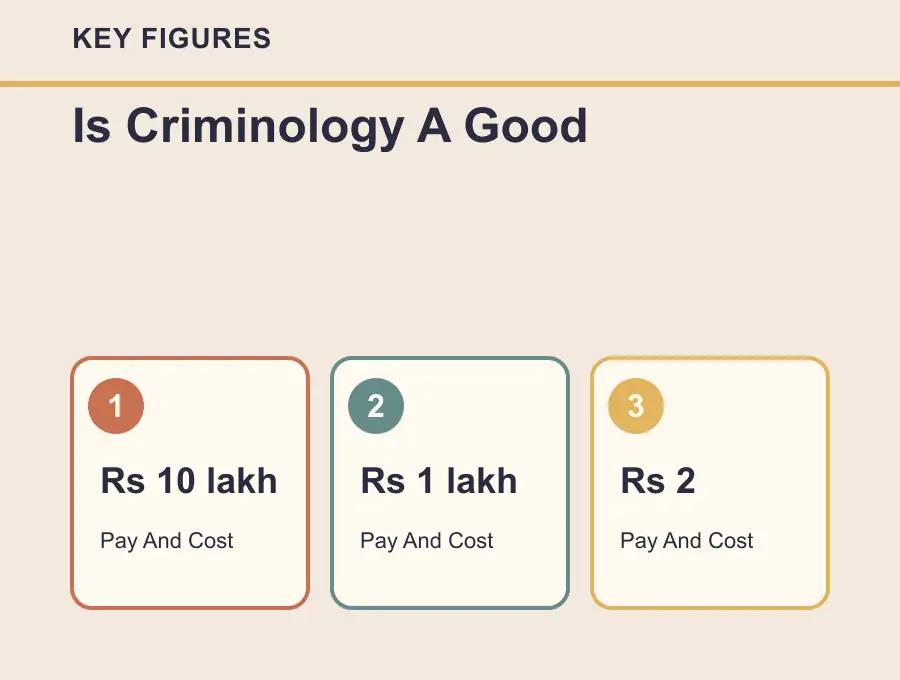 KEY FIGURES
Is Criminology A Good
1
Rs 10 lakh
Pay And Cost
2
Rs 1 lakh
Pay And Cost
3
Rs 2
Pay And Cost